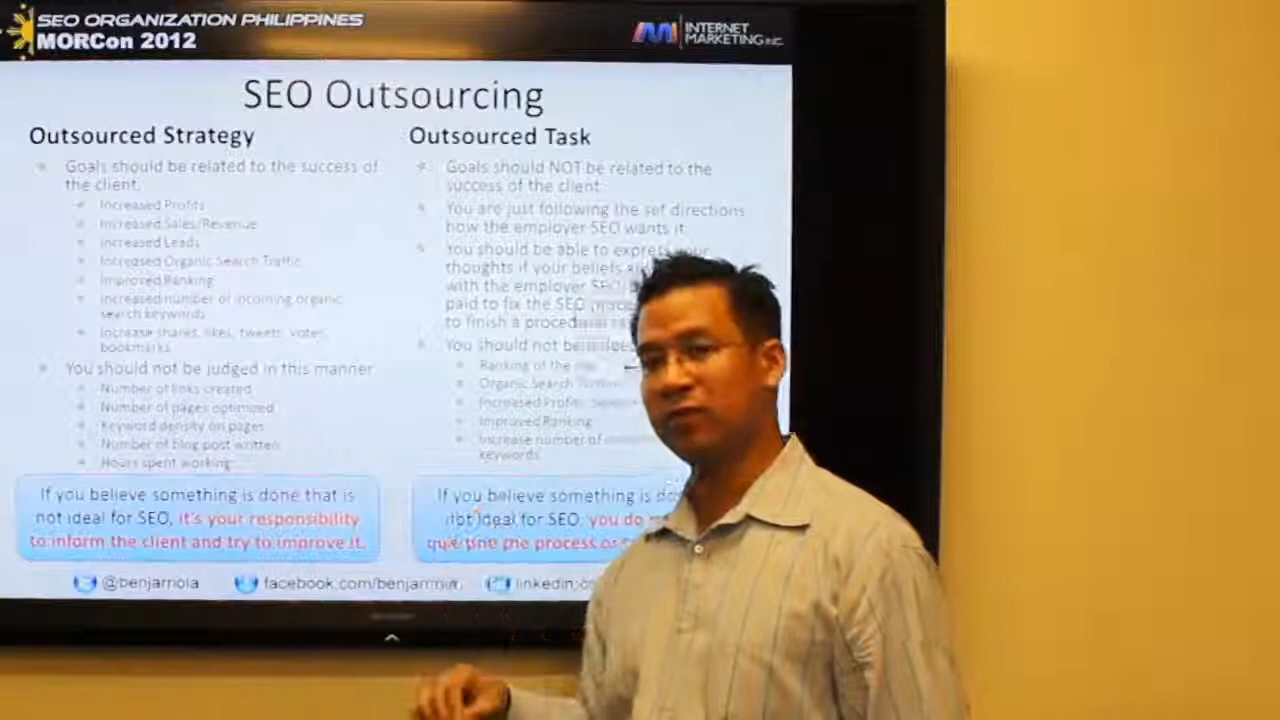 SEO ORGANIZATION PHILIPPINES
MORCon 2012
INTERNET
MARKETING INC.
SEO Outsourcing
Outsourced Strategy
Goals should be related to the success of
the client.
Increased Profits
Increased Sales/Revenue
Increased Leads
Increased Organic Search Traffic
Improved Ranking
Increased number of incoming organic
search keywords
Increase shares, likes, tweets, votes,
bookmarks
You should not be judged in this manner
Number of links created
Number of pages optimized
Keyword density on pages
Number of blog post written
Hours spent working
If you believe something is done that is
not ideal for SEO, it's your responsibility
to inform the client and try to improve it.
Outsourced Task
Goals should NOT be related to the
success of the client
You are just following the set directions
how the employer SEO wants it.
You should be able to express your
thoughts if your beliefs
with the employer SEO,
paid to fix the SEO
to finish a
You should not be
Ranking of the
Organic Search
Increased Profit,
Improved Ranking
Increase number of
keywords
If you believe something is
not ideal for SEO, you do
the process or
@benjarriola
facebook.com/benjarriola
linkedin